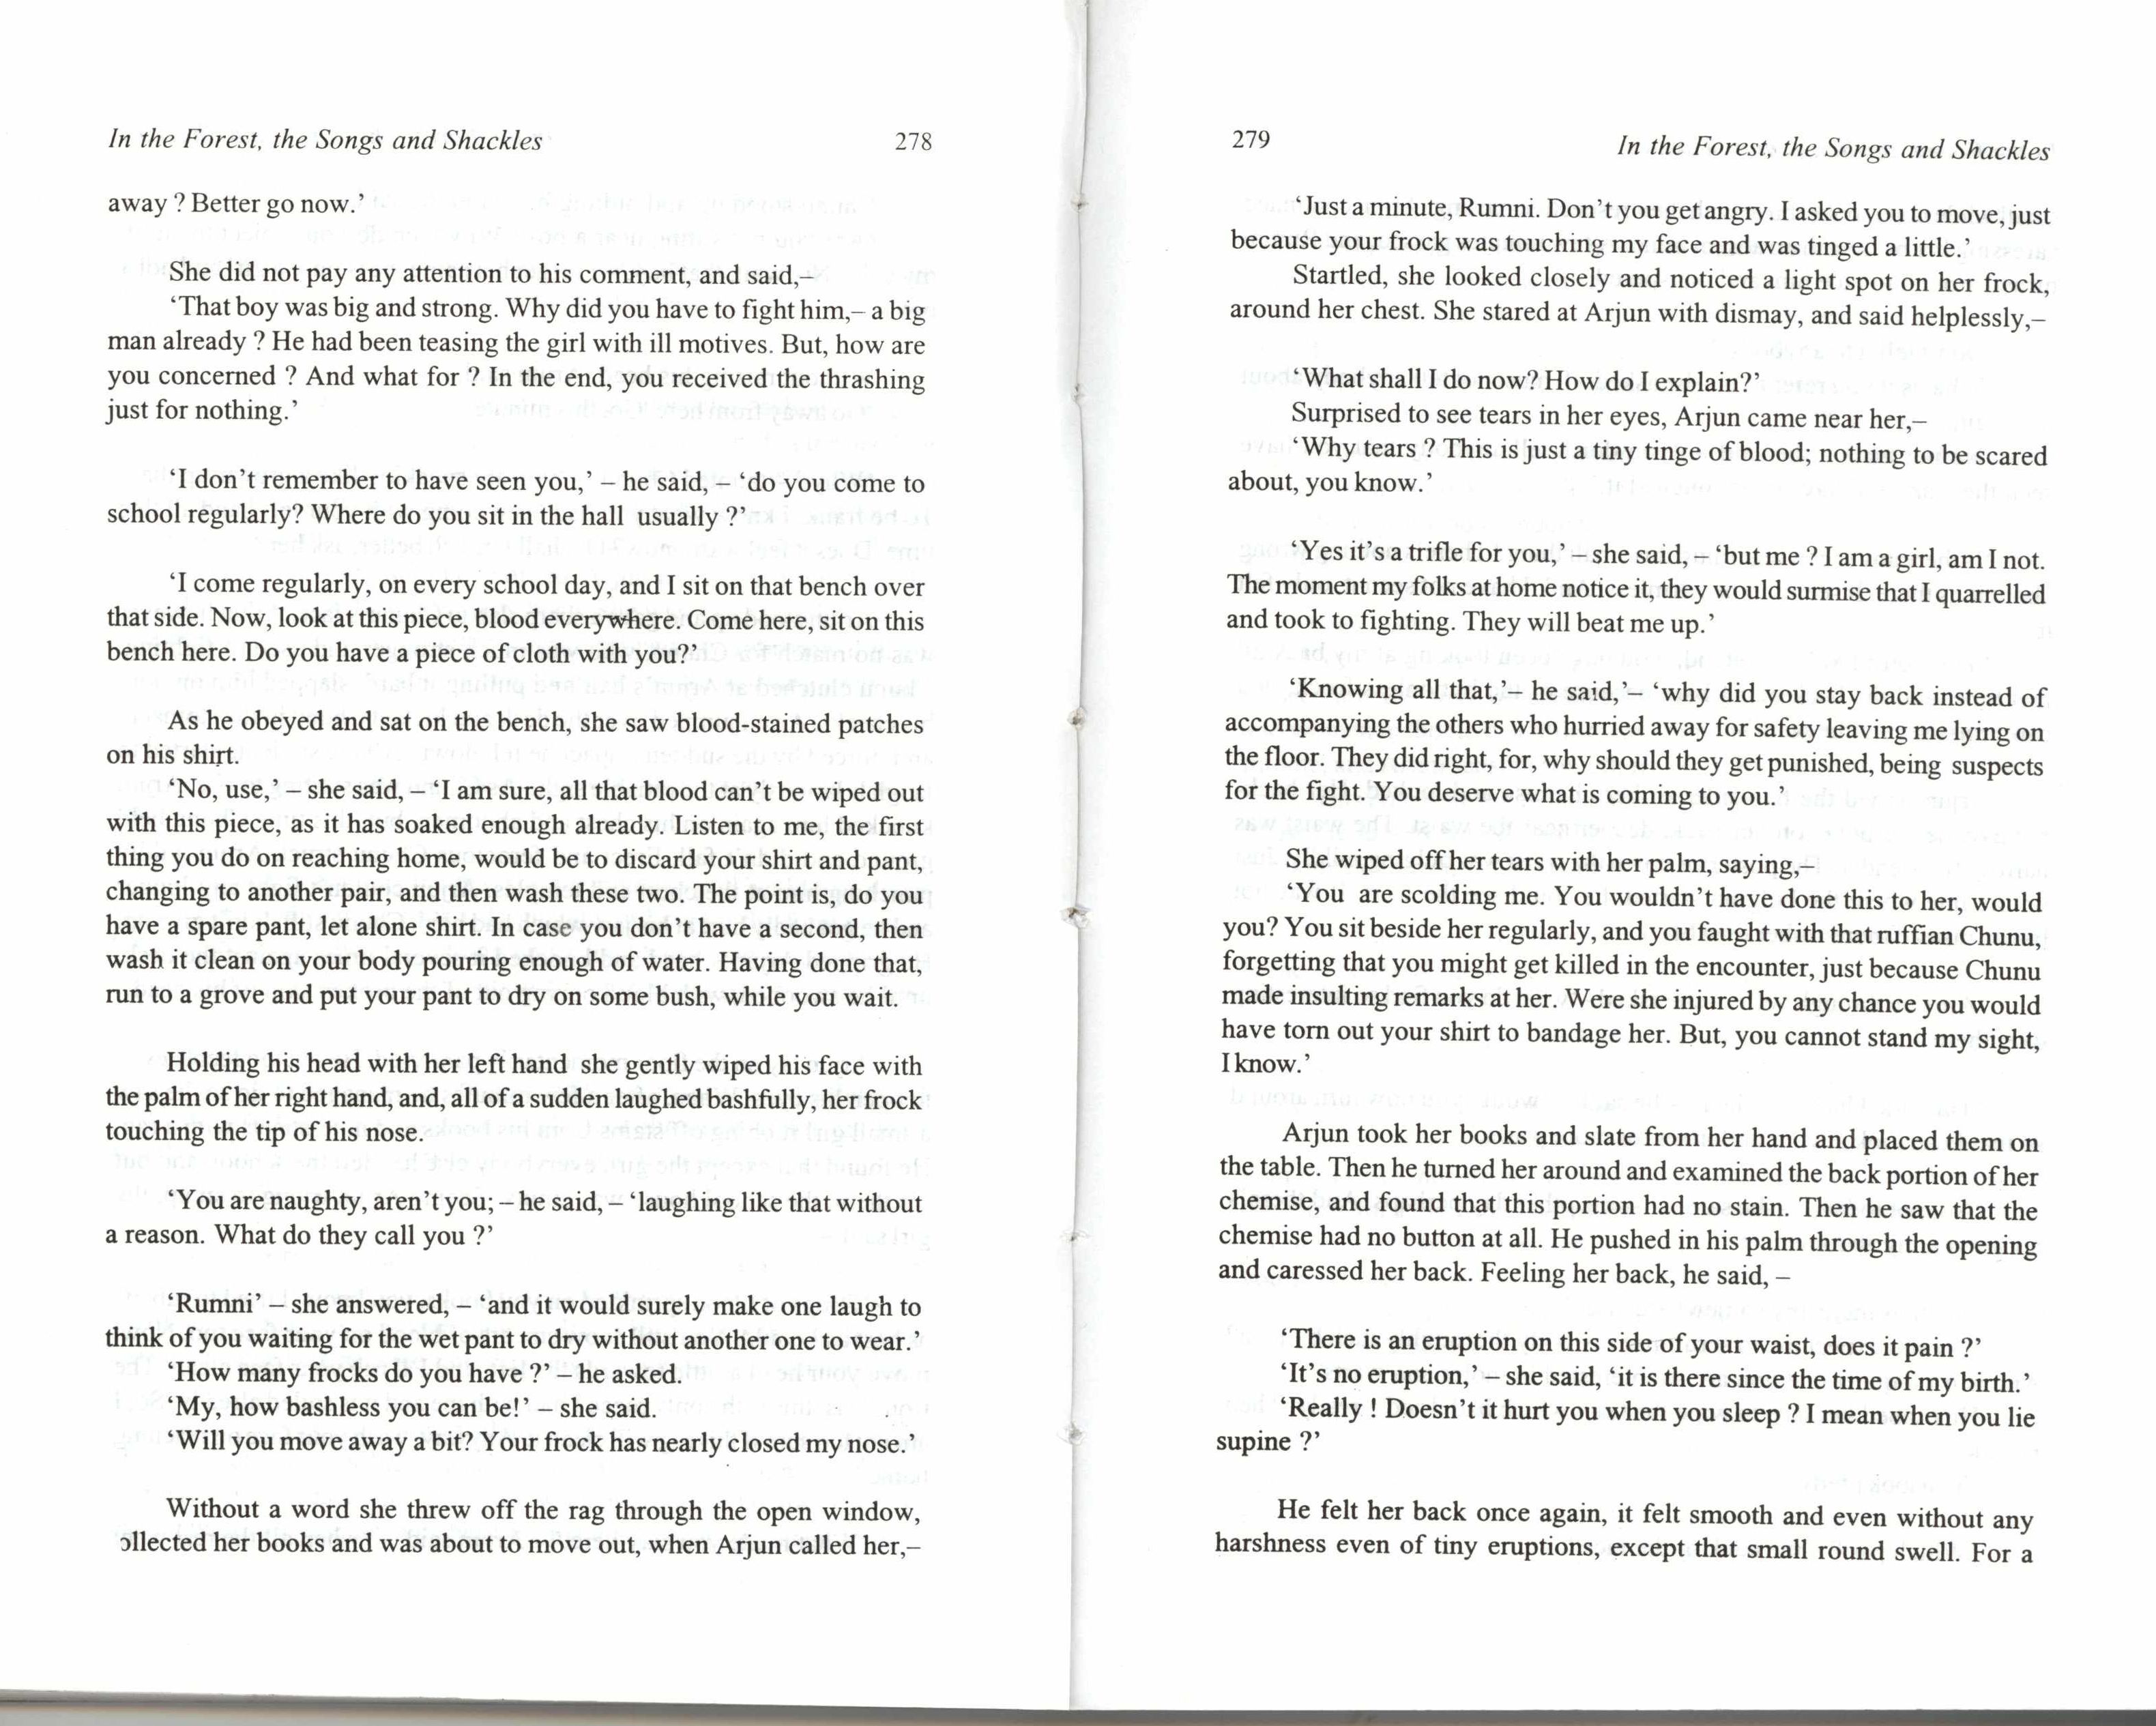 In the Forest, the Songs and Shackles 278
away ? Better go now.’
She did not pay any attention to his comment, and said,–
‘That boy was big and strong. Why did you have to fight him,– a big
man already ? He had been teasing the girl with ill motives. But, how are
you concerned ? And what for ? In the end, you received the thrashing
just for nothing.’
‘I don’t remember to have seen you,’ – he said, – ‘do you come to
school regularly? Where do you sit in the hall usually ?’
‘I come regularly, on every school day, and I sit on that bench over
that side. Now, look at this piece, blood everywhere. Come here, sit on this
bench here. Do you have a piece of cloth with you?’
As he obeyed and sat on the bench, she saw blood-stained patches
on his shirt.
‘No, use,’ – she said, – ‘I am sure, all that blood can’t be wiped out
with this piece, as it has soaked enough already. Listen to me, the first
thing you do on reaching home, would be to discard your shirt and pant,
changing to another pair, and then wash these two. The point is, do you
have a spare pant, let alone shirt. In case you don’t have a second, then
wash it clean on your body pouring enough of water. Having done that,
run to a grove and put your pant to dry on some bush, while you wait.
Holding his head with her left hand she gently wiped his face with
the palm of her right hand, and, all of a sudden laughed bashfully, her frock
touching the tip of his nose.
‘You are naughty, aren’t you; – he said, – ‘laughing like that without
a reason. What do they call you ?’
‘Rumni’ – she answered, – ‘and it would surely make one laugh to
think of you waiting for the wet pant to dry without another one to wear.’
‘How many frocks do you have ?’ – he asked.
‘My, how bashless you can be!’ – she said.
‘Will you move away a bit? Your frock has nearly closed my nose.’
Without a word she threw off the rag through the open window,
ollected her books and was about to move out, when Arjun called her,–
279 In the Forest, the Songs and Shackles
‘Just a minute, Rumni. Don’t you get angry. I asked you to move, just
because your frock was touching my face and was tinged a little.’
Startled, she looked closely and noticed a light spot on her frock,
around her chest. She stared at Arjun with dismay, and said helplessly,–
‘What shall I do now? How do I explain?’
Surprised to see tears in her eyes, Arjun came near her,–
‘Why tears ? This is just a tiny tinge of blood; nothing to be scared
about, you know.’
‘Yes it’s a trifle for you,’ – she said, – ‘but me ? I am a girl, am I not.
The moment my folks at home notice it, they would surmise that I quarrelled
and took to fighting. They will beat me up.’
‘Knowing all that,’– he said,’– ‘why did you stay back instead of
accompanying the others who hurried away for safety leaving me lying on
the floor. They did right, for, why should they get punished, being suspects
for the fight. You deserve what is coming to you.’
She wiped off her tears with her palm, saying,–
‘You are scolding me. You wouldn’t have done this to her, would
you? You sit beside her regularly, and you faught with that ruffian Chunu,
forgetting that you might get killed in the encounter, just because Chunu
made insulting remarks at her. Were she injured by any chance you would
have torn out your shirt to bandage her. But, you cannot stand my sight,
I know.’
Arjun took her books and slate from her hand and placed them on
the table. Then he turned her around and examined the back portion of her
chemise, and found that this portion had no stain. Then he saw that the
chemise had no button at all. He pushed in his palm through the opening
and caressed her back. Feeling her back, he said, –
‘There is an eruption on this side of your waist, does it pain ?’
‘It’s no eruption,’ – she said, ‘it is there since the time of my birth.’
‘Really ! Doesn’t it hurt you when you sleep ? I mean when you lie
supine ?’
He felt her back once again, it felt smooth and even without any
harshness even of tiny eruptions, except that small round swell. For a